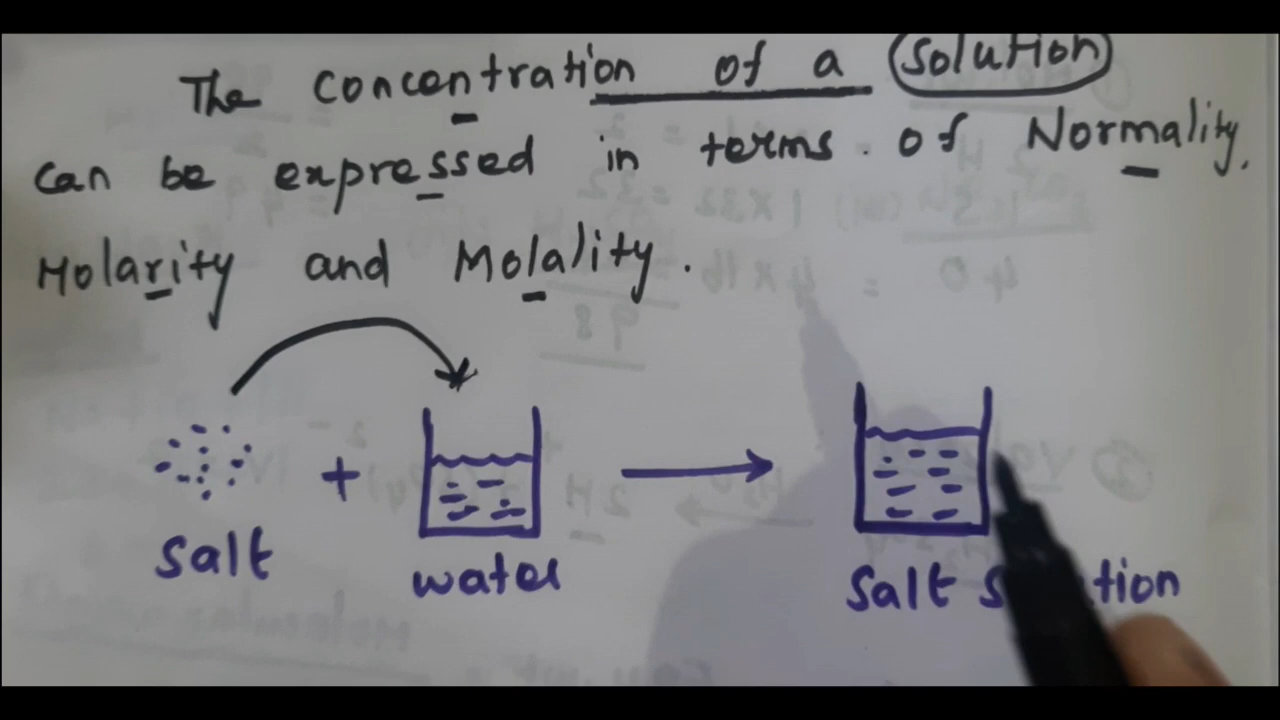 The concentration of a solution
can be expressed in terms of Normality,
Molarity and Molality.
+
salt
water
salt